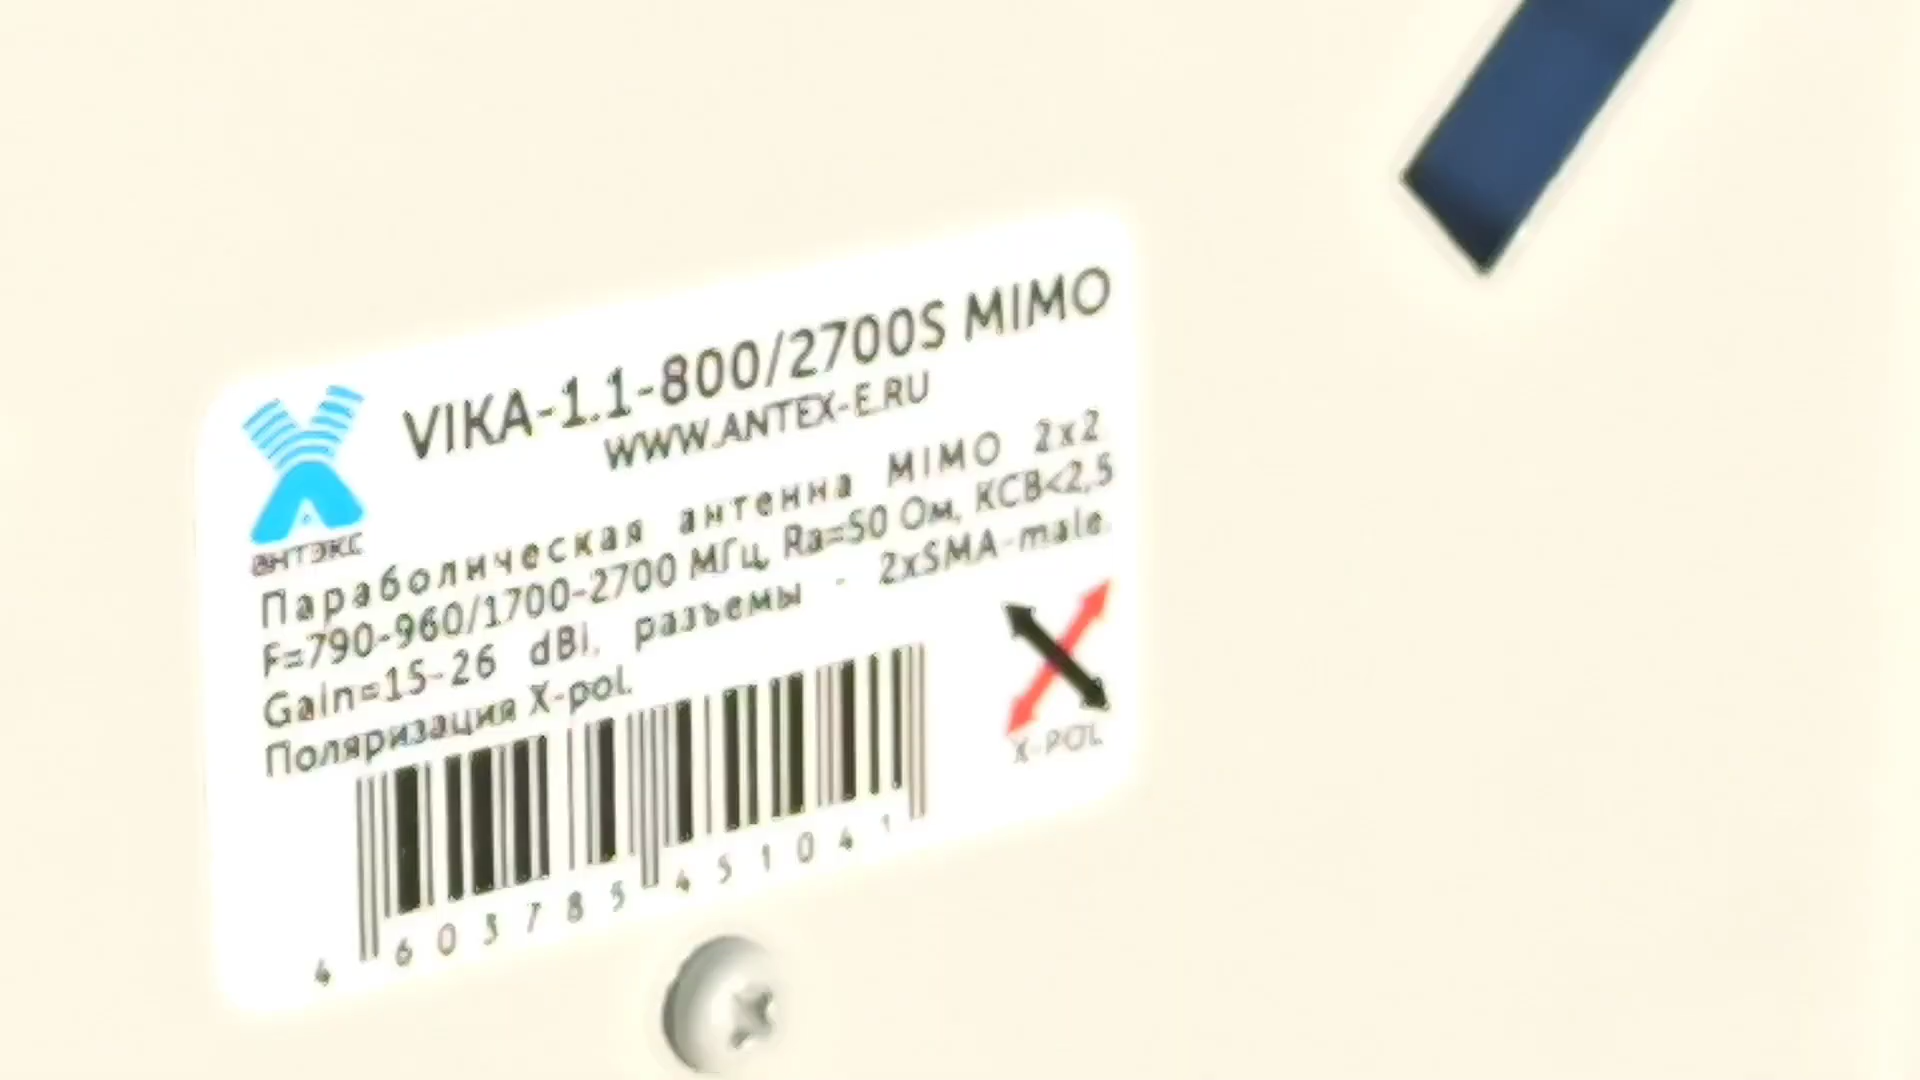 VIKA-1.1-800/2700S MIMO
WWW.ANTEX-E.RU
антэкс
Параболическая антенна MIMO 2x2
F=790-960/1700-2700 МГц, Ra=50 Ом, КСВ<2,5
Gain=15-26 dBi, разъемы - 2xSMA-male.
Поляризация X-pol.
X-POL
4 603785 451041